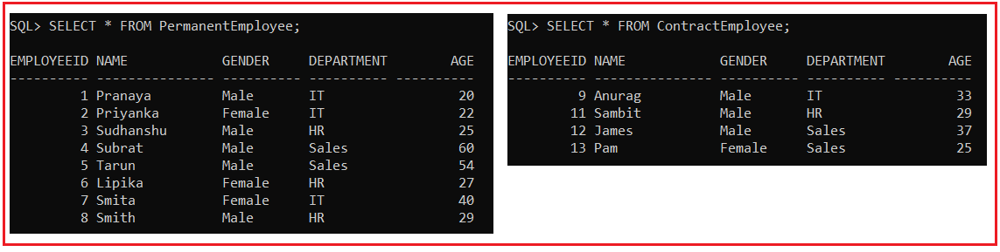 SQL> SELECT * FROM PermanentEmployee;
EMPLOYEEID NAME            GENDER     DEPARTMENT        AGE
---------- --------------- ---------- ---------- ----------
         1 Pranaya         Male       IT                 20
         2 Priyanka        Female     IT                 22
         3 Sudhanshu       Male       HR                 25
         4 Subrat          Male       Sales              60
         5 Tarun           Male       Sales              54
         6 Lipika          Female     HR                 27
         7 Smita           Female     IT                 40
         8 Smith           Male       HR                 29
SQL> SELECT * FROM ContractEmployee;
EMPLOYEEID NAME            GENDER     DEPARTMENT        AGE
---------- --------------- ---------- ---------- ----------
         9 Anurag          Male       IT                 33
        11 Sambit          Male       HR                 29
        12 James           Male       Sales              37
        13 Pam             Female     Sales              25